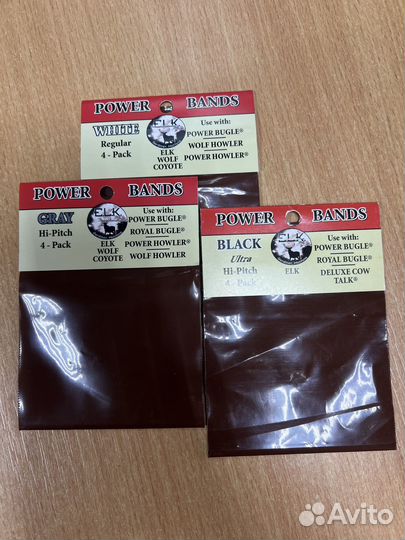 POWER BANDS
WHITE
Regular
4 - Pack
ELK
ELK
WOLF
COYOTE
Use with:
POWER BUGLE®
WOLF HOWLER
POWER HOWLER®
POWER BANDS
GRAY
Hi-Pitch
4 - Pack
ELK
ELK
WOLF
COYOTE
Use with:
POWER BUGLE®
ROYAL BUGLE®
POWER HOWLER®
WOLF HOWLER
POWER BANDS
BLACK
Ultra
Hi-Pitch
4 - Pack
ELK
ELK
Use with:
POWER BUGLE®
ROYAL BUGLE®
DELUXE COW
TALK®
Avito